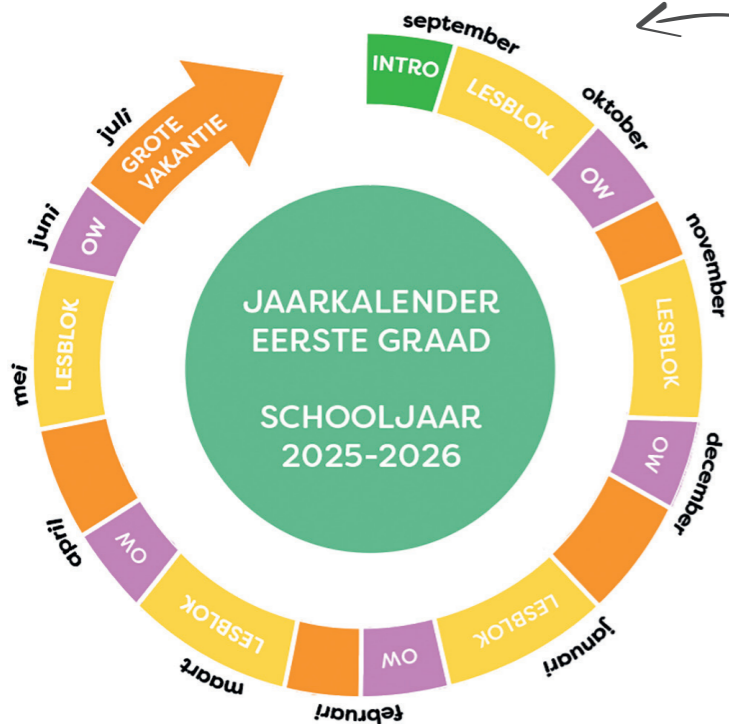 september
INTRO
LESBLOK
oktober
OW
november
LESBLOK
december
OW
januari
LESBLOK
februari
OW
maart
LESBLOK
april
OW
mei
LESBLOK
juni
OW
juli
GROTE
VAKANTIE
JAARKALENDER
EERSTE GRAAD
SCHOOLJAAR
2025-2026